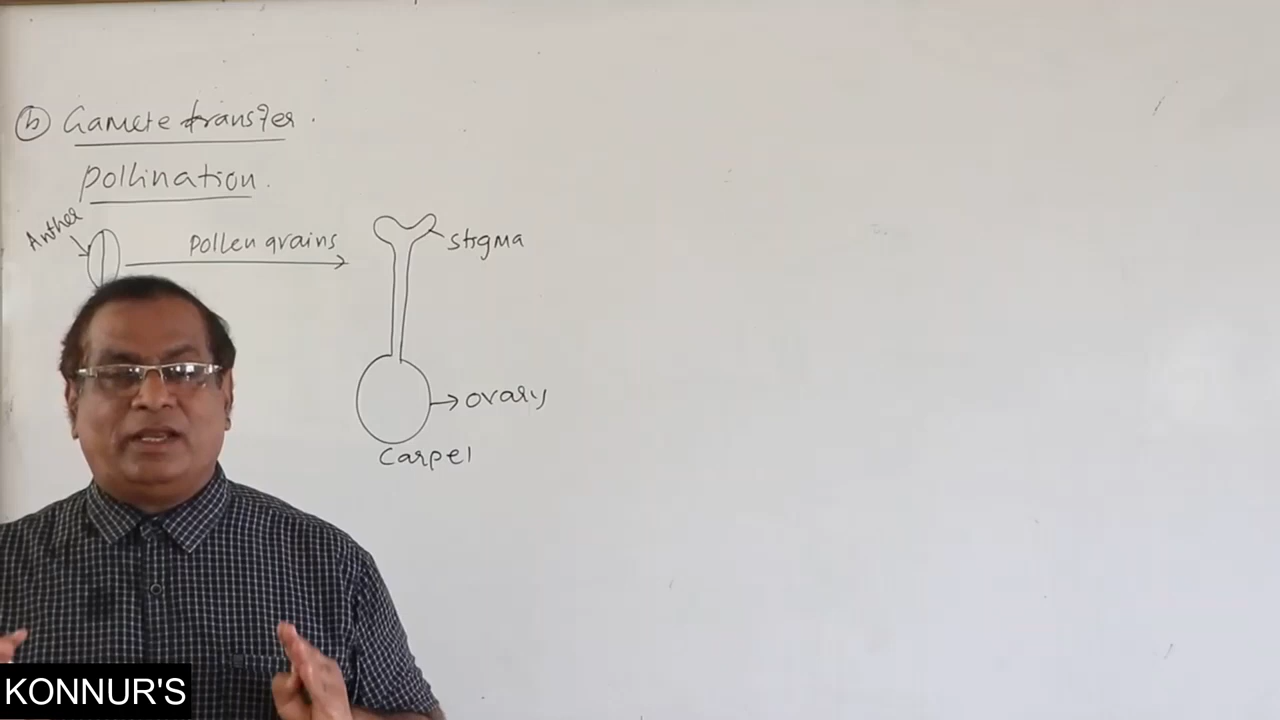 (b) Gamete transfer.
pollination.
Anther
pollen grains
stigma
ovary
carpel
KONNUR'S